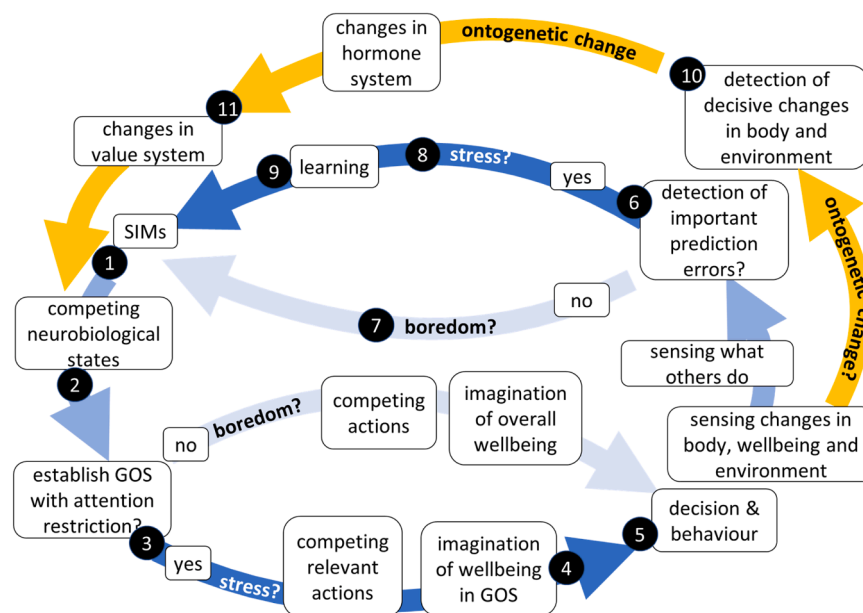 changes in
hormone
system
ontogenetic change
10
detection of
decisive changes
in body and
environment
11
changes in
value system
9
learning
8
stress?
yes
6
detection of
important
prediction
errors?
ontogenetic change?
SIMs
1
no
7
boredom?
competing
neurobiological
states
2
sensing what
others do
sensing changes in
body, wellbeing and
environment
no
boredom?
competing
actions
imagination
of overall
wellbeing
establish GOS
with attention
restriction?
3
yes
stress?
competing
relevant
actions
imagination
of wellbeing
in GOS
4
5
decision &
behaviour